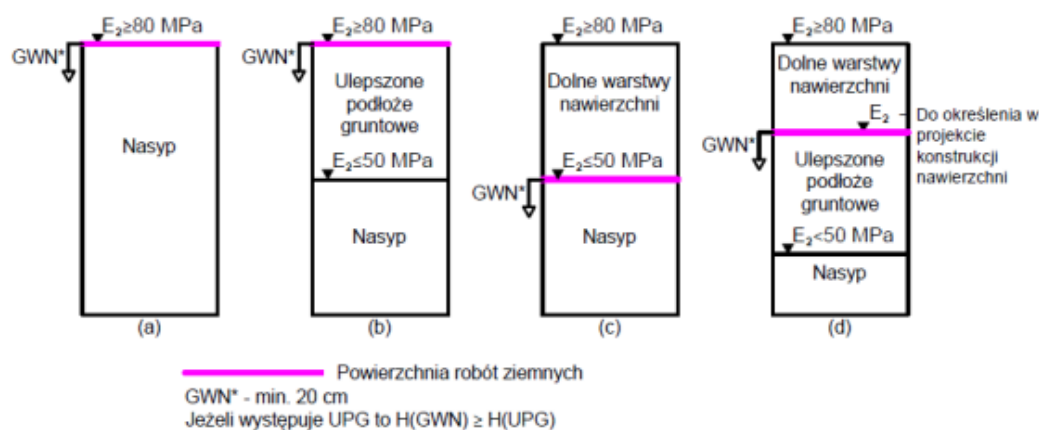 E₂≥80 MPa
GWN*
Nasyp
(a)
E₂≥80 MPa
GWN*
Ulepszone
podłoże
gruntowe
E₂≤50 MPa
Nasyp
(b)
E₂≥80 MPa
Dolne warstwy
nawierzchni
E₂≤50 MPa
GWN*
Nasyp
(c)
E₂≥80 MPa
Dolne warstwy
nawierzchni
E₂ - Do określenia w
projekcie
konstrukcji
nawierzchni
GWN*
Ulepszone
podłoże
gruntowe
E₂<50 MPa
Nasyp
(d)
Powierzchnia robót ziemnych
GWN* - min. 20 cm
Jeżeli występuje UPG to H(GWN) ≥ H(UPG)